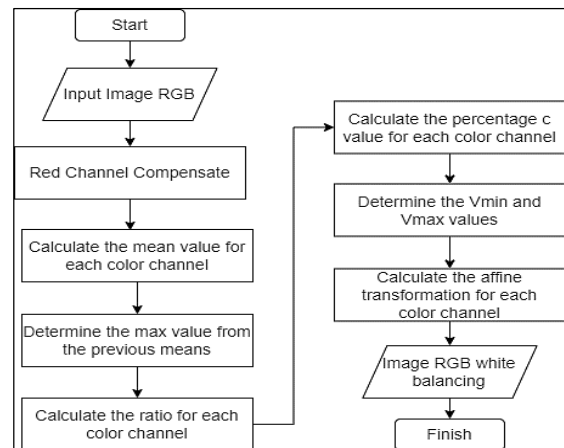 Start
Input Image RGB
Red Channel Compensate
Calculate the mean value for
each color channel
Determine the max value from
the previous means
Calculate the ratio for each
color channel
Calculate the percentage c
value for each color channel
Determine the Vmin and
Vmax values
Calculate the affine
transformation for each
color channel
Image RGB white
balancing
Finish